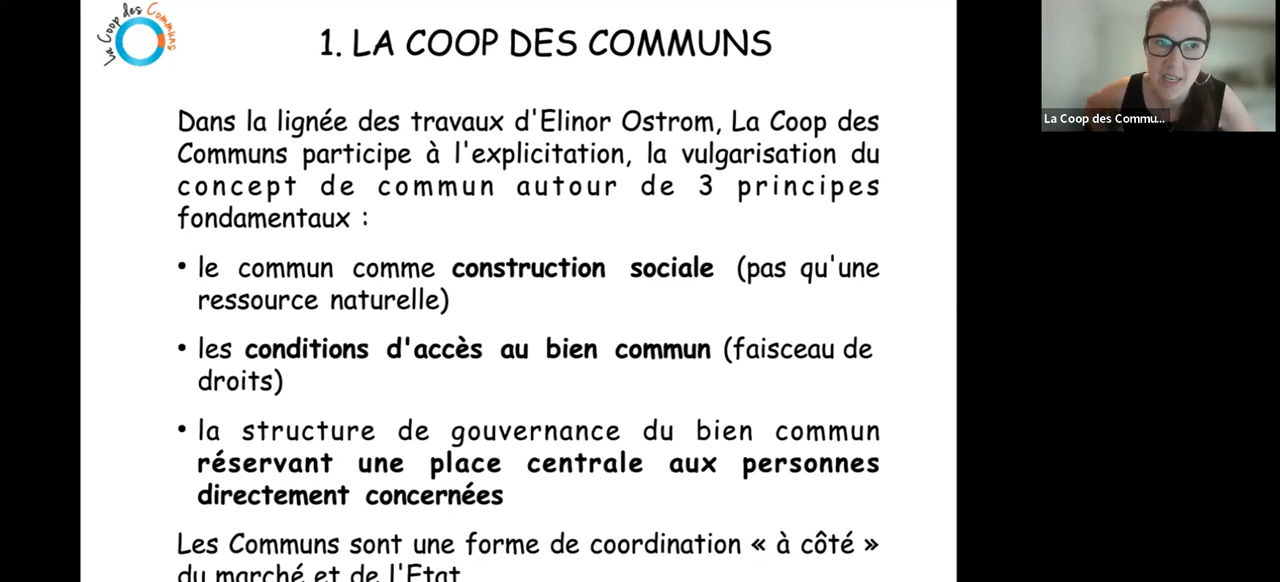 La Coop des Communs
1. LA COOP DES COMMUNS
Dans la lignée des travaux d'Elinor Ostrom, La Coop des
Communs participe à l'explicitation, la vulgarisation du
concept de commun autour de 3 principes
fondamentaux :
• le commun comme construction sociale (pas qu'une
ressource naturelle)
• les conditions d'accès au bien commun (faisceau de
droits)
• la structure de gouvernance du bien commun
réservant une place centrale aux personnes
directement concernées
Les Communs sont une forme de coordination « à côté »
du marché et de l'Etat
La Coop des Commu...